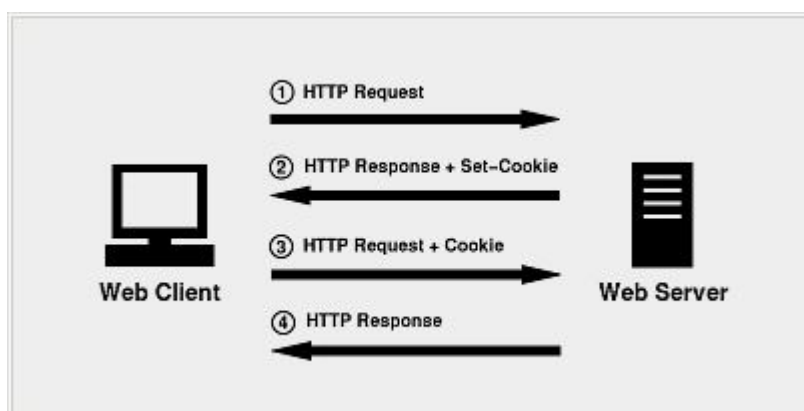 ① HTTP Request
② HTTP Response + Set-Cookie
③ HTTP Request + Cookie
Web Client
Web Server
④ HTTP Response